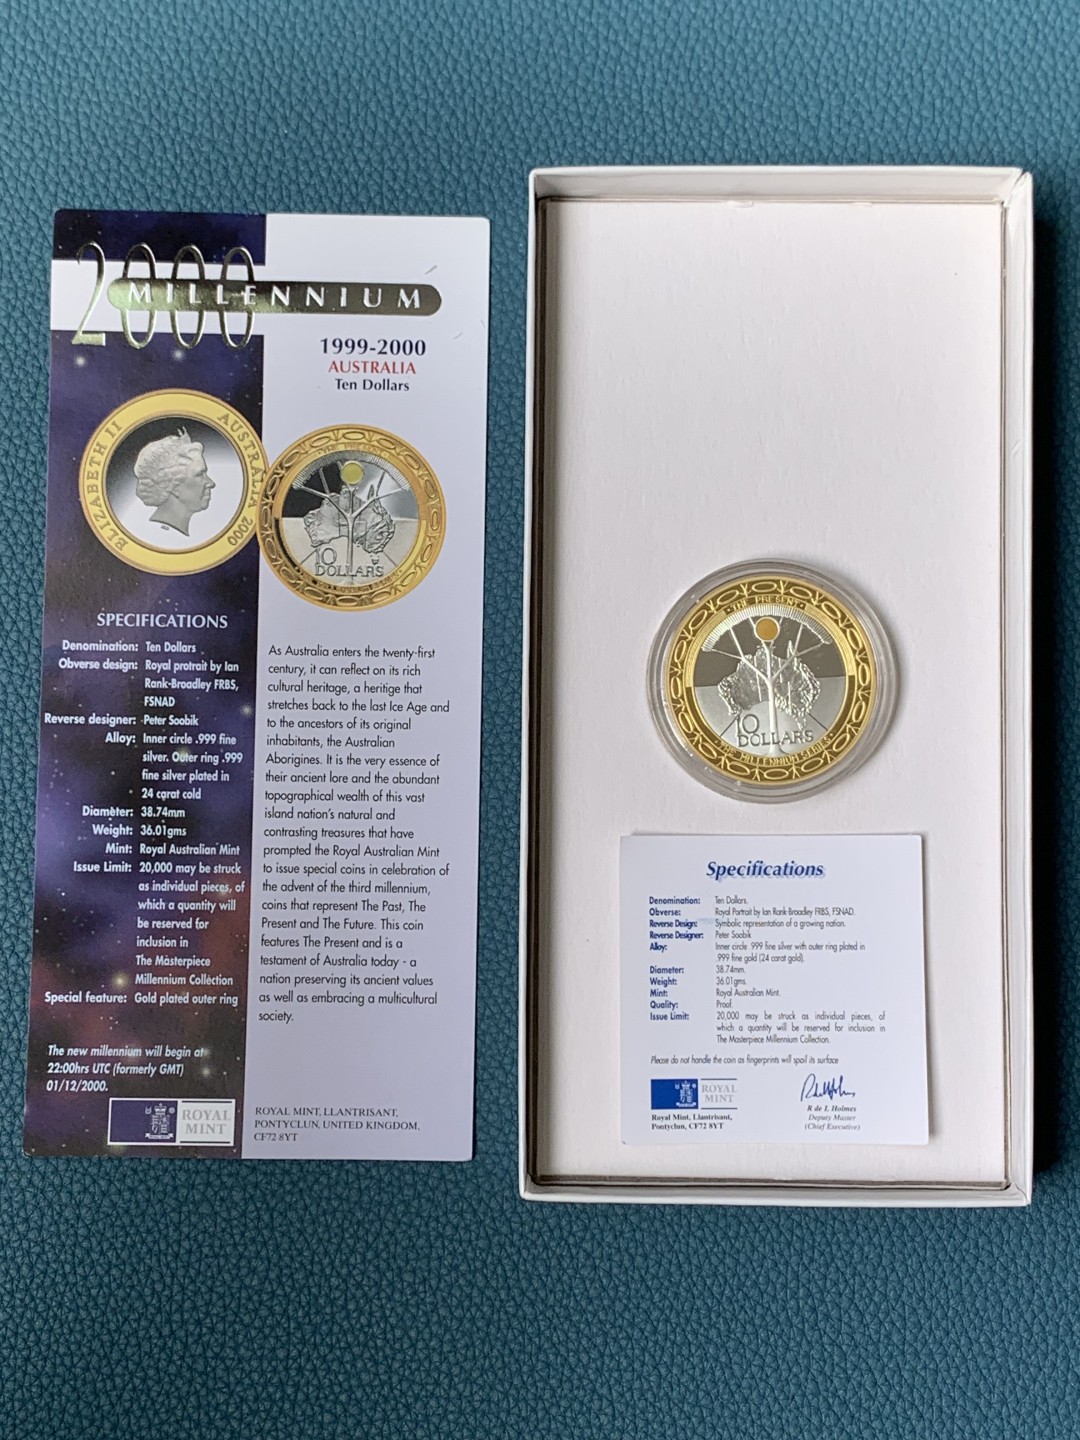 2000
MILLENNIUM
1999-2000
AUSTRALIA
Ten Dollars
ELIZABETH II
AUSTRALIA 2000
THE PRESENT
10
DOLLARS
SPECIFICATIONS
Denomination: Ten Dollars
Obverse design: Royal protrait by Ian
Rank-Broadley FRBS,
FSNAD
Reverse designer: Peter Soobik
Alloy: Inner circle .999 fine
silver. Outer ring .999
fine silver plated in
24 carat cold
Diameter: 38.74mm
Weight: 36.01gms
Mint: Royal Australian Mint
Issue Limit: 20,000 may be struck
as individual pieces, of
which a quantity will
be reserved for
inclusion in
The Masterpiece
Millennium Collection
Special feature: Gold plated outer ring
The new millennium will begin at
22:00hrs UTC (formerly GMT)
01/12/2000.
ROYAL
MINT
As Australia enters the twenty-first
century, it can reflect on its rich
cultural heritage, a heritige that
stretches back to the last Ice Age and
to the ancestors of its original
inhabitants, the Australian
Aborigines. It is the very essence of
their ancient lore and the abundant
topographical wealth of this vast
island nation's natural and
contrasting treasures that have
prompted the Royal Australian Mint
to issue special coins in celebration of
the advent of the third millennium,
coins that represent The Past, The
Present and The Future. This coin
features The Present and is a
testament of Australia today - a
nation preserving its ancient values
as well as embracing a multicultural
society.
ROYAL MINT, LLANTRISANT,
PONTYCLUN, UNITED KINGDOM,
CF72 8YT
THE PRESENT
10
DOLLARS
THE MILLENNIUM SERIES
Specifications
Denomination: Ten Dollars.
Obverse: Royal Portrait by Ian Rank-Broadley FRBS, FSNAD.
Reverse Design: Symbolic representation of a growing nation.
Reverse Designer: Peter Soobik
Alloy: Inner circle .999 fine silver with outer ring plated in
.999 fine gold (24 carat gold).
Diameter: 38.74mm.
Weight: 36.01gms.
Mint: Royal Australian Mint.
Quality: Proof.
Issue Limit: 20,000 may be struck as individual pieces, of
which a quantity will be reserved for inclusion in
The Masterpiece Millennium Collection.
Please do not handle the coin as fingerprints will spoil its surface
ROYAL
MINT
Royal Mint, Llantrisant,
Pontyclun, CF72 8YT
R de L Holmes
Deputy Master
(Chief Executive)